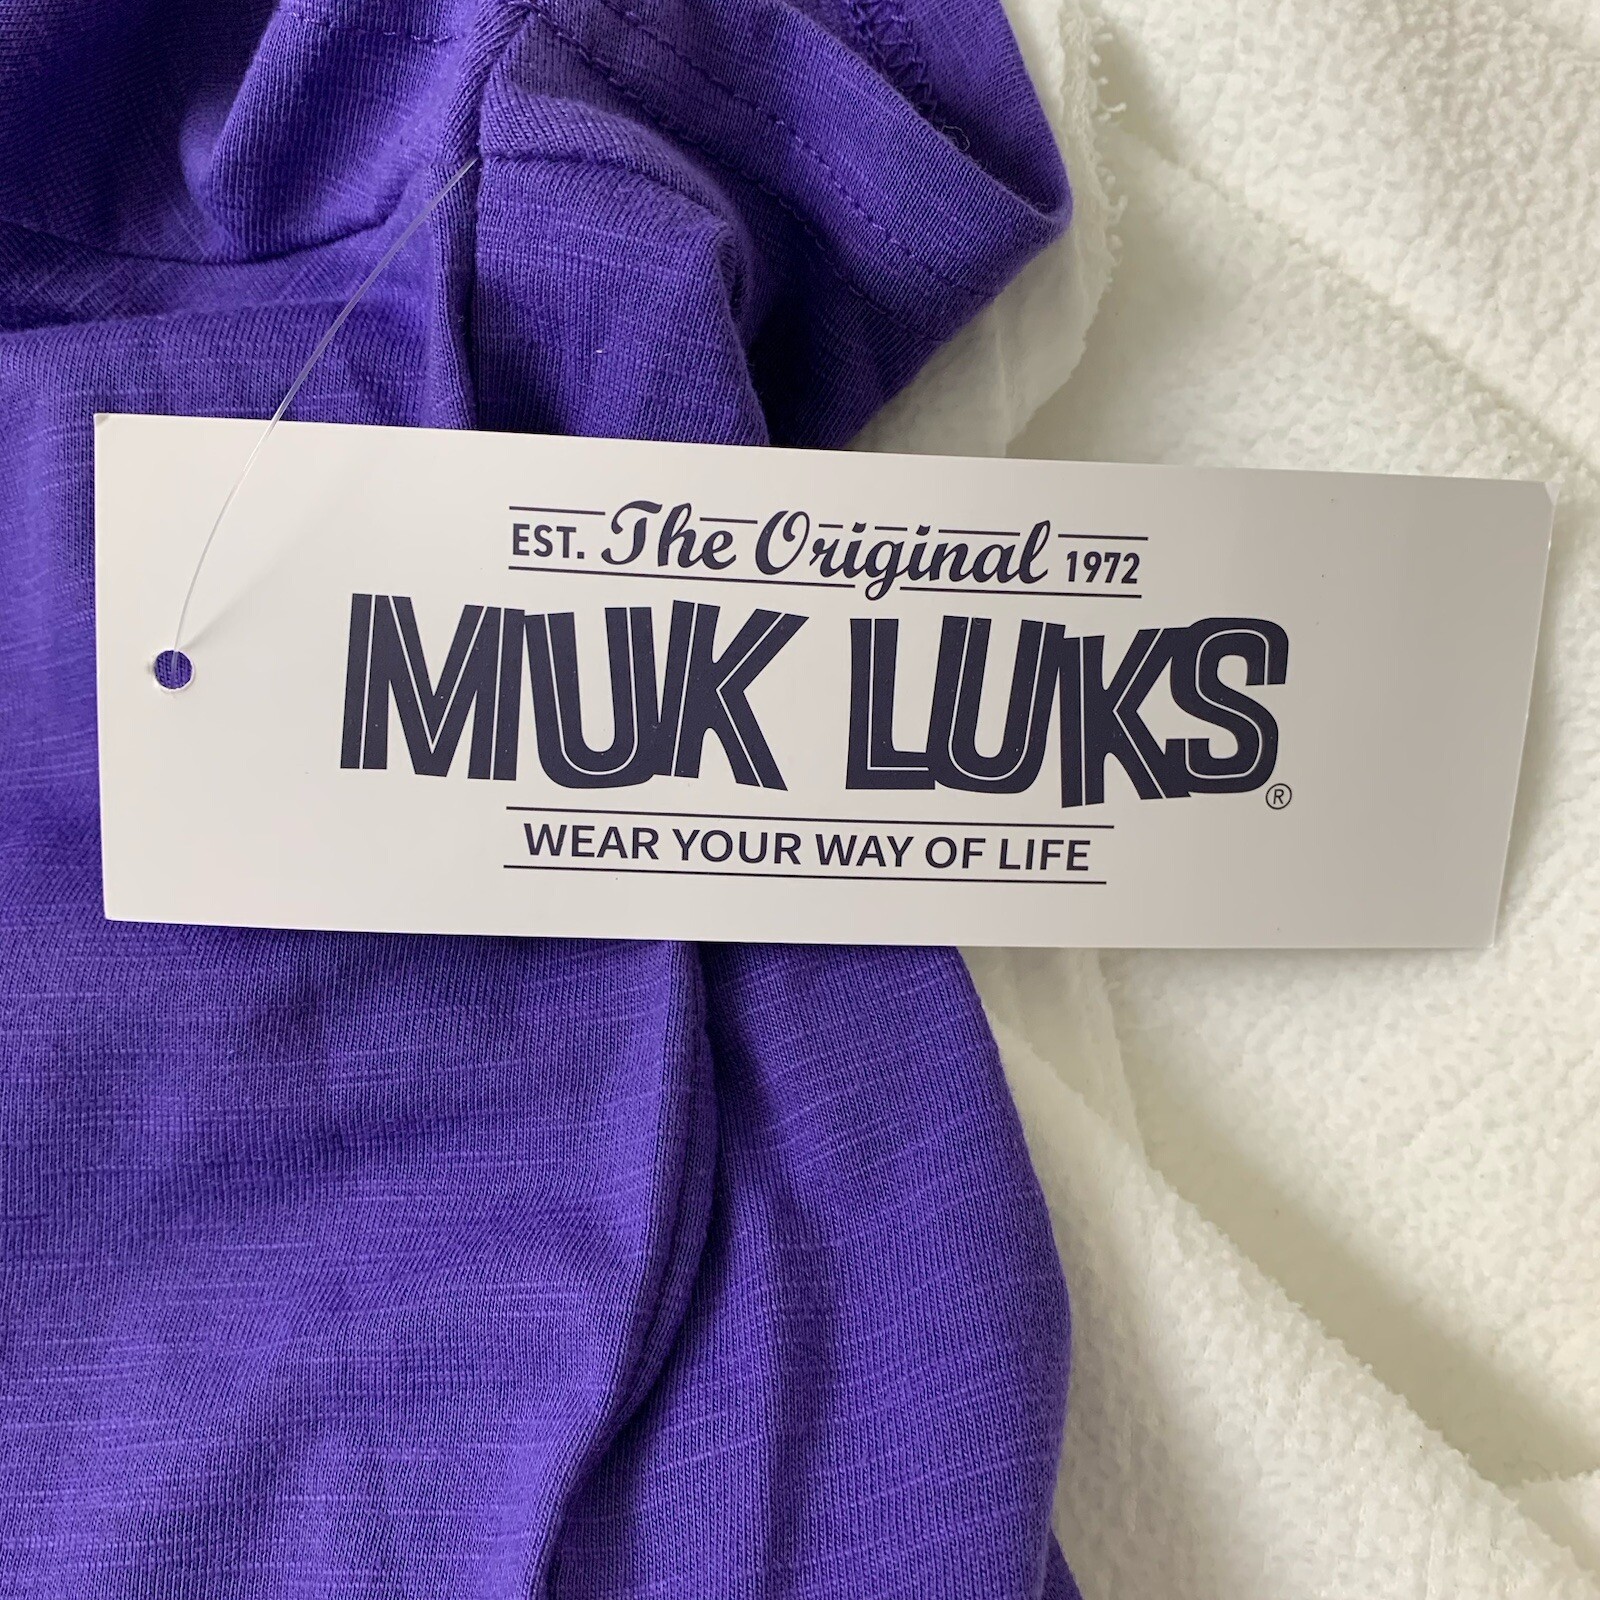 EST. The Original 1972
MUK LUKS®
WEAR YOUR WAY OF LIFE